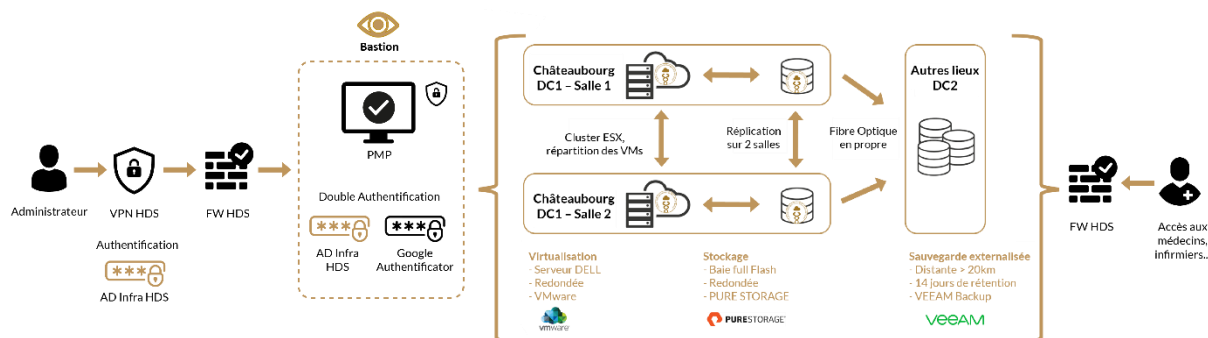 Administrateur
VPN HDS
Authentification
***
AD Infra HDS
FW HDS
Bastion
PMP
Double Authentification
***
***
AD Infra
HDS
Google
Authentificator
Châteaubourg
DC1 – Salle 1
Cluster ESX,
répartition des VMs
Réplication
sur 2 salles
Fibre Optique
en propre
Châteaubourg
DC1 – Salle 2
Autres lieux
DC2
Virtualisation
- Serveur DELL
- Redondée
- VMware
vmware
Stockage
- Baie full Flash
- Redondée
- PURE STORAGE
PURESTORAGE
Sauvegarde externalisée
- Distante > 20km
- 14 jours de rétention
- VEEAM Backup
veeAM
FW HDS
Accès aux
médecins,
infirmiers..